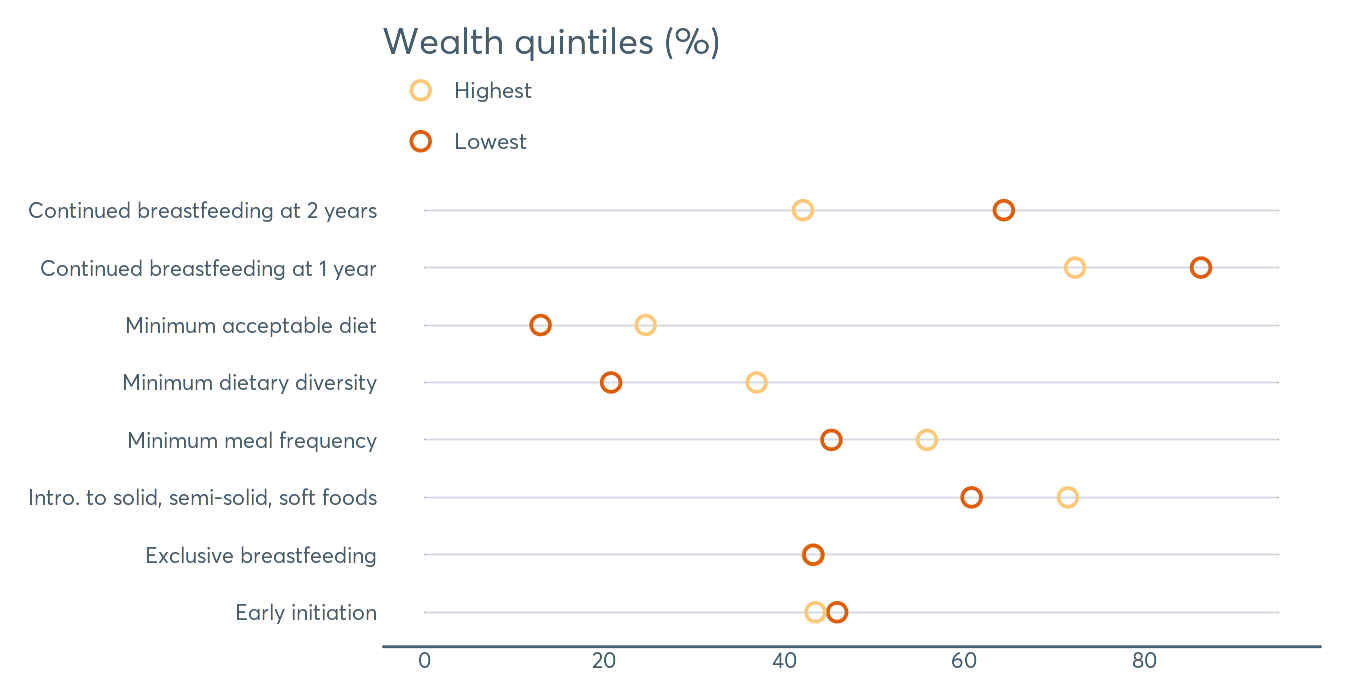 Wealth quintiles (%)
Highest
Lowest
Continued breastfeeding at 2 years
Continued breastfeeding at 1 year
Minimum acceptable diet
Minimum dietary diversity
Minimum meal frequency
Intro. to solid, semi-solid, soft foods
Exclusive breastfeeding
Early initiation
0 20 40 60 80